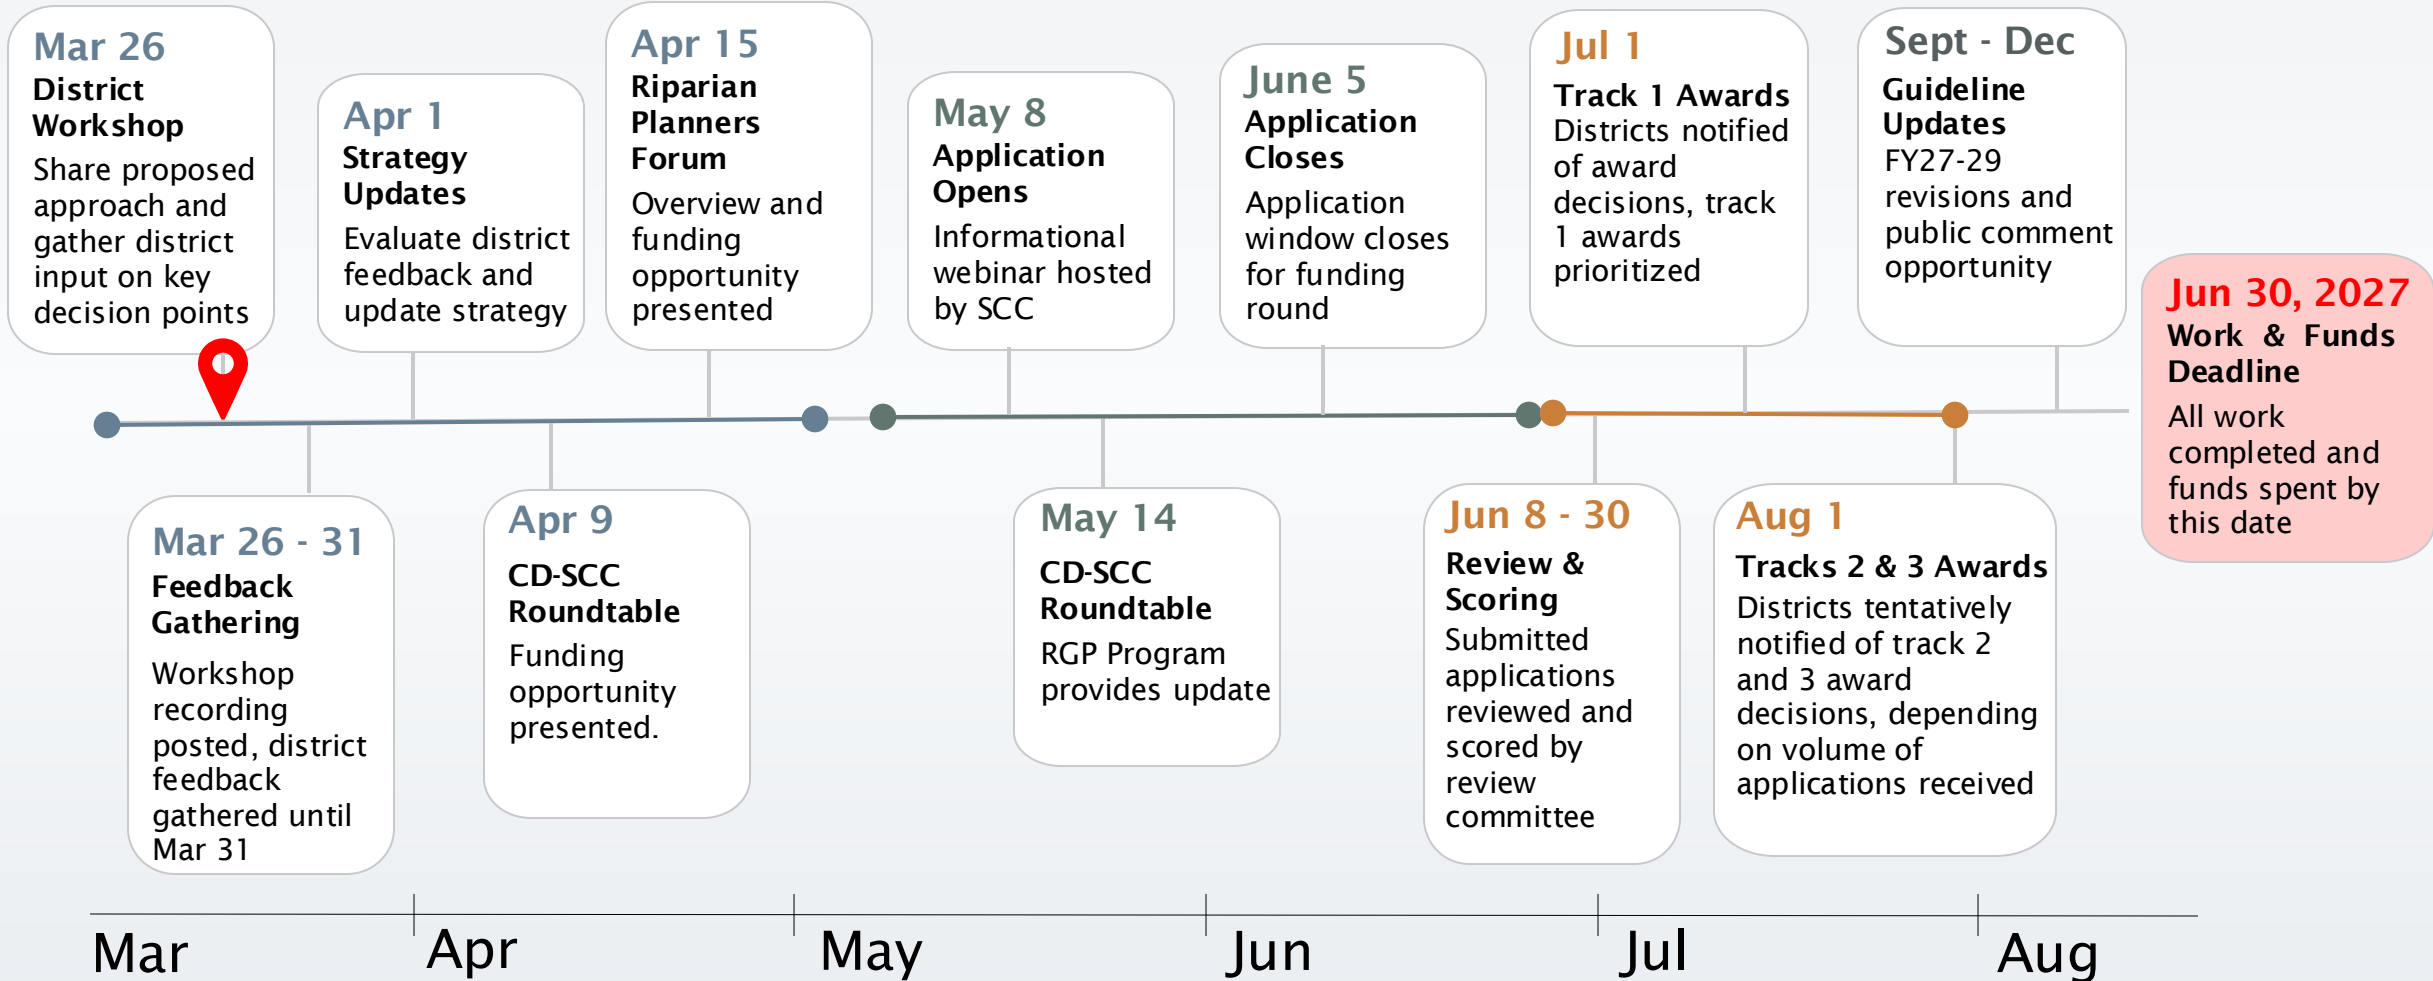 Mar 26
District
Workshop
Share proposed
approach and
gather district
input on key
decision points
Apr 1
Strategy
Updates
Evaluate district
feedback and
update strategy
Apr 15
Riparian
Planners
Forum
Overview and
funding
opportunity
presented
May 8
Application
Opens
Informational
webinar hosted
by SCC
June 5
Application
Closes
Application
window closes
for funding
round
Jul 1
Track 1 Awards
Districts notified
of award
decisions, track
1 awards
prioritized
Sept - Dec
Guideline
Updates
FY27-29
revisions and
public comment
opportunity
Jun 30, 2027
Work & Funds
Deadline
All work
completed and
funds spent by
this date
Mar 26 - 31
Feedback
Gathering
Workshop
recording
posted, district
feedback
gathered until
Mar 31
Apr 9
CD-SCC
Roundtable
Funding
opportunity
presented.
May 14
CD-SCC
Roundtable
RGP Program
provides update
Jun 8 - 30
Review &
Scoring
Submitted
applications
reviewed and
scored by
review
committee
Aug 1
Tracks 2 & 3 Awards
Districts tentatively
notified of track 2
and 3 award
decisions, depending
on volume of
applications received
Mar
Apr
May
Jun
Jul
Aug